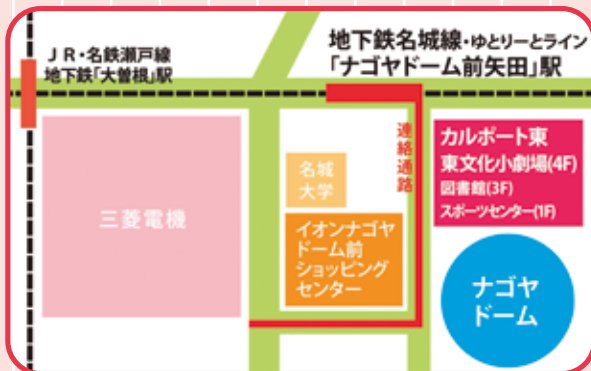 JR・名鉄瀬戸線
地下鉄「大曽根」駅
地下鉄名城線・ゆとりーとライン
「ナゴヤドーム前矢田」駅
三菱電機
名城
大学
イオンナゴヤ
ドーム前
ショッピング
センター
連絡通路
カルポート東
東文化小劇場(4F)
図書館(3F)
スポーツセンター(1F)
ナゴヤ
ドーム